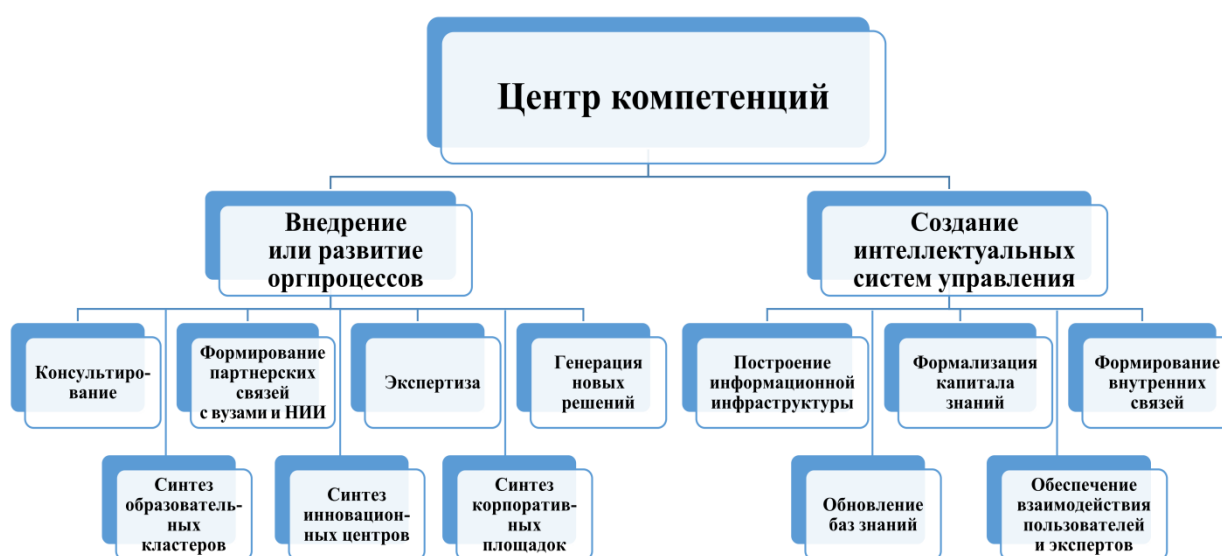 Центр компетенций
Внедрение
или развитие
оргпроцессов
Создание
интеллектуальных
систем управления
Консультиро-
вание
Формирование
партнерских
связей
с вузами и НИИ
Экспертиза
Генерация
новых
решений
Построение
информационной
инфраструктуры
Формализация
капитала
знаний
Формирование
внутренних
связей
Синтез
образователь-
ных
кластеров
Синтез
инновацион-
ных центров
Синтез
корпоратив-
ных
площадок
Обновление
баз знаний
Обеспечение
взаимодействия
пользователей
и экспертов